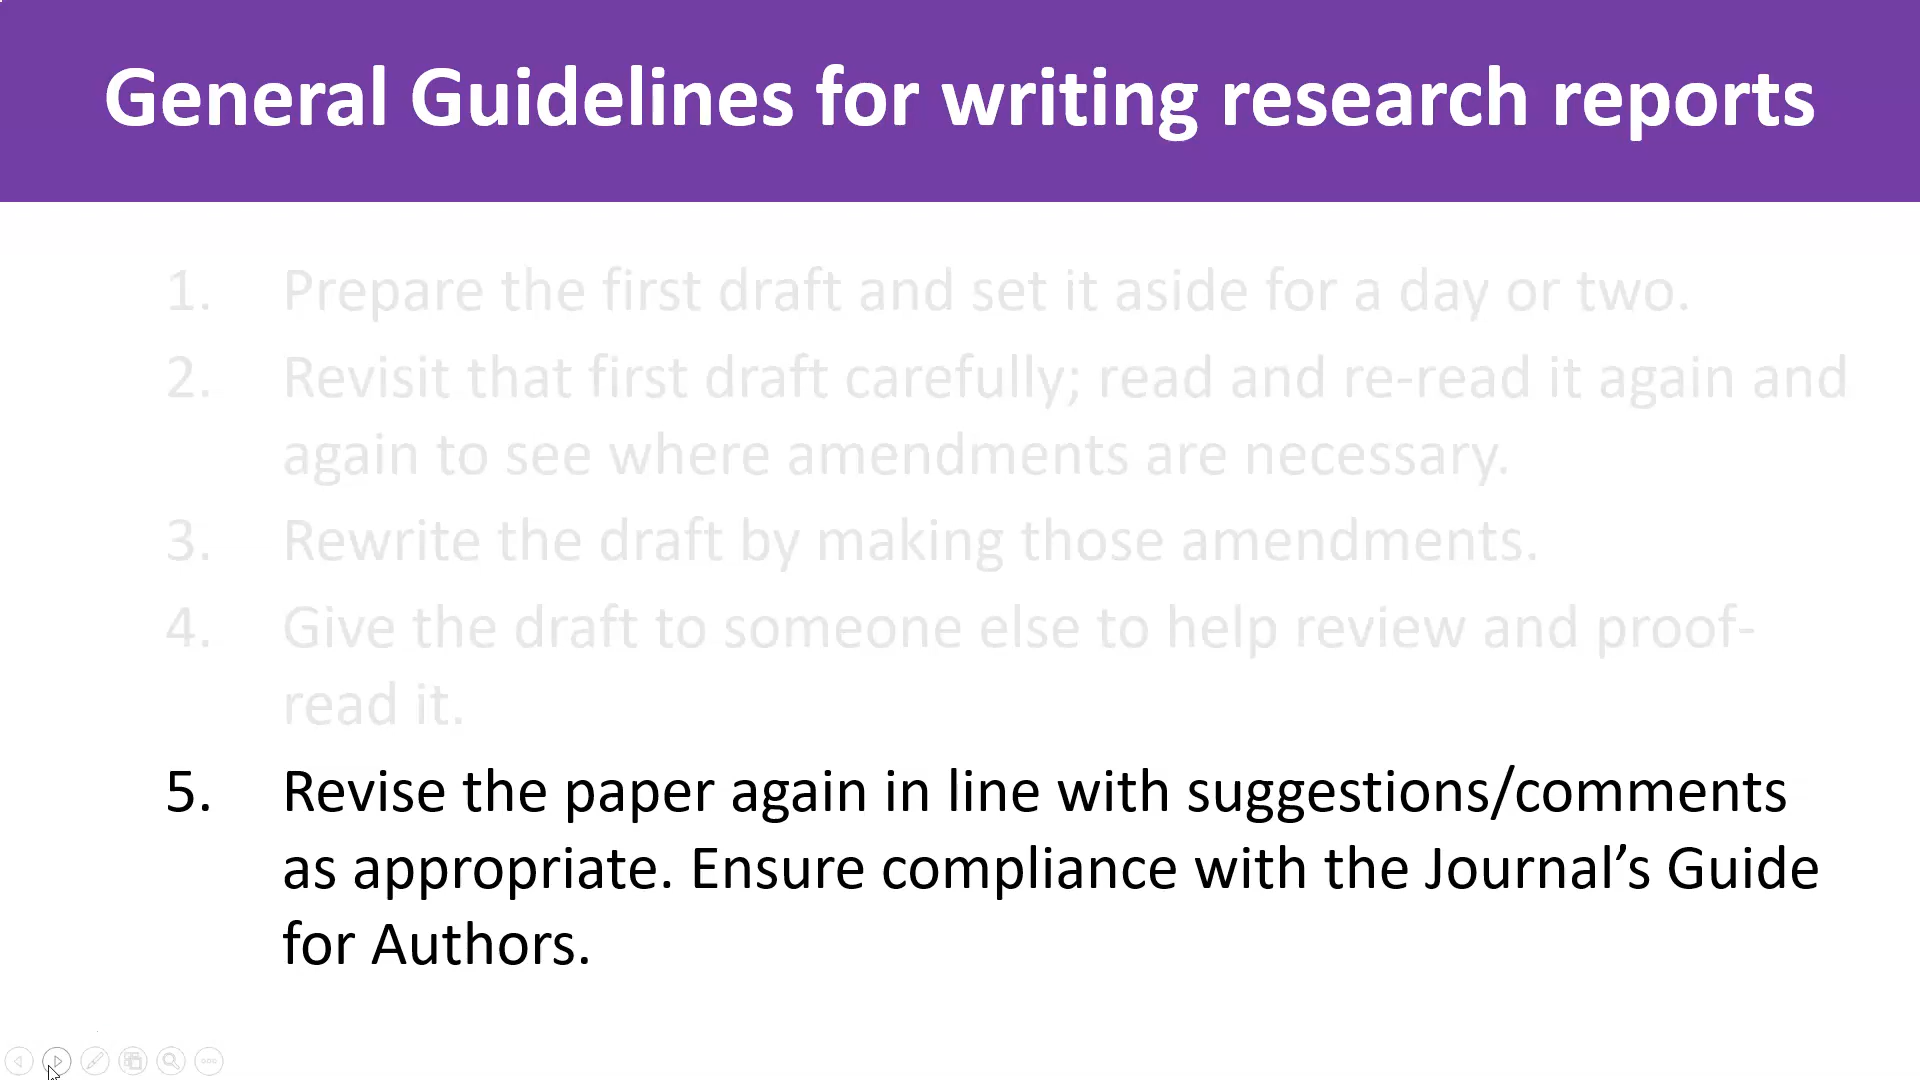 General Guidelines for writing research reports
1. Prepare the first draft and set it aside for a day or two.
2. Revisit that first draft carefully; read and re-read it again and
again to see where amendments are necessary.
3. Rewrite the draft by making those amendments.
4. Give the draft to someone else to help review and proof-
read it.
5. Revise the paper again in line with suggestions/comments
as appropriate. Ensure compliance with the Journal’s Guide
for Authors.